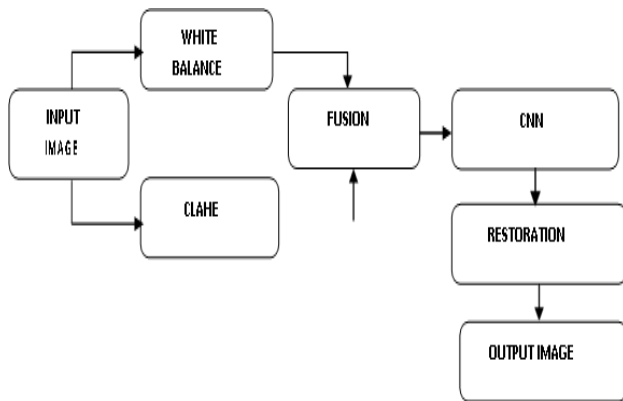 WHITE
BALANCE
INPUT
IMAGE
FUSION
CNN
CLAHE
RESTORATION
OUTPUT IMAGE